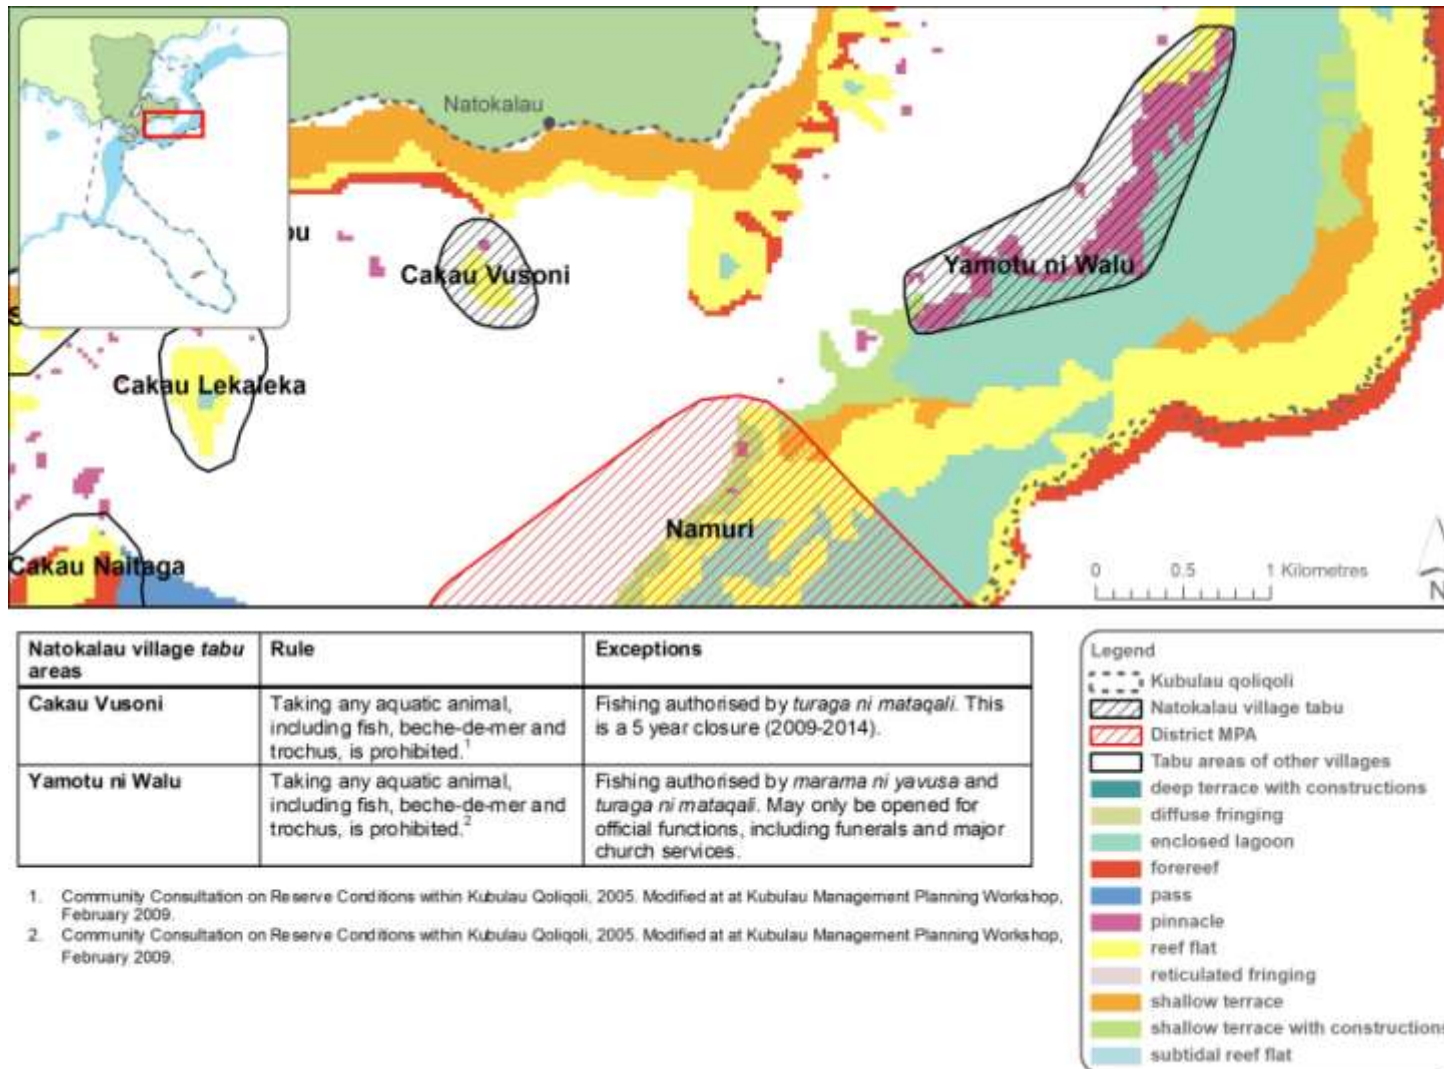 Natokalau
Cakau Vusoni
Yamotu ni Walu
Cakau Lekaleka
Namuri
Cakau Naitaga
0 0.5 1 Kilometres
N
Natokalau village tabu areas
Rule
Exceptions
Cakau Vusoni
Taking any aquatic animal,
including fish, beche-de-mer and
trochus, is prohibited.1
Fishing authorised by turaga ni mataqali. This
is a 5 year closure (2009-2014).
Yamotu ni Walu
Taking any aquatic animal,
including fish, beche-de-mer and
trochus, is prohibited.2
Fishing authorised by marama ni yavusa and
turaga ni mataqali. May only be opened for
official functions, including funerals and major
church services.
1. Community Consultation on Reserve Conditions within Kubulau Qoliqoli, 2005. Modified at at Kubulau Management Planning Workshop,
February 2009.
2. Community Consultation on Reserve Conditions within Kubulau Qoliqoli, 2005. Modified at at Kubulau Management Planning Workshop,
February 2009.
Legend
Kubulau qoliqoli
Natokalau village tabu
District MPA
Tabu areas of other villages
deep terrace with constructions
diffuse fringing
enclosed lagoon
forereef
pass
pinnacle
reef flat
reticulated fringing
shallow terrace
shallow terrace with constructions
subtidal reef flat